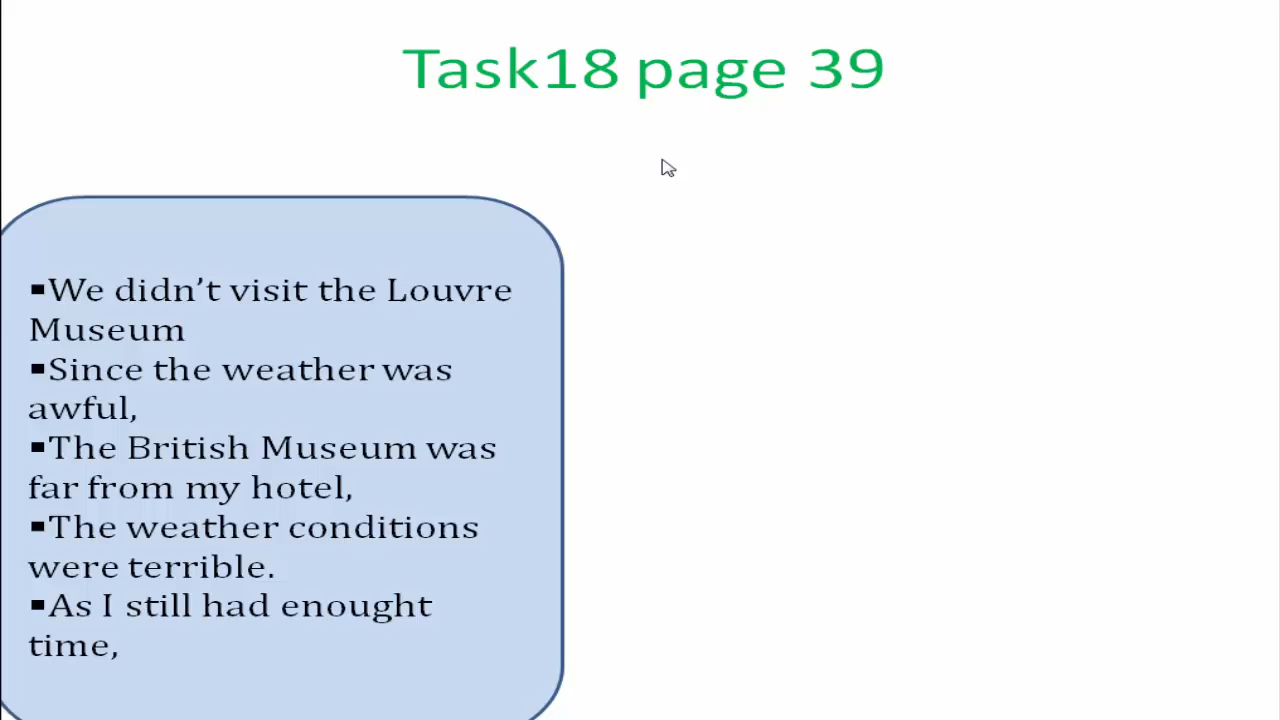 Task18 page 39
▪We didn’t visit the Louvre
Museum
▪Since the weather was
awful,
▪The British Museum was
far from my hotel,
▪The weather conditions
were terrible.
▪As I still had enought
time,